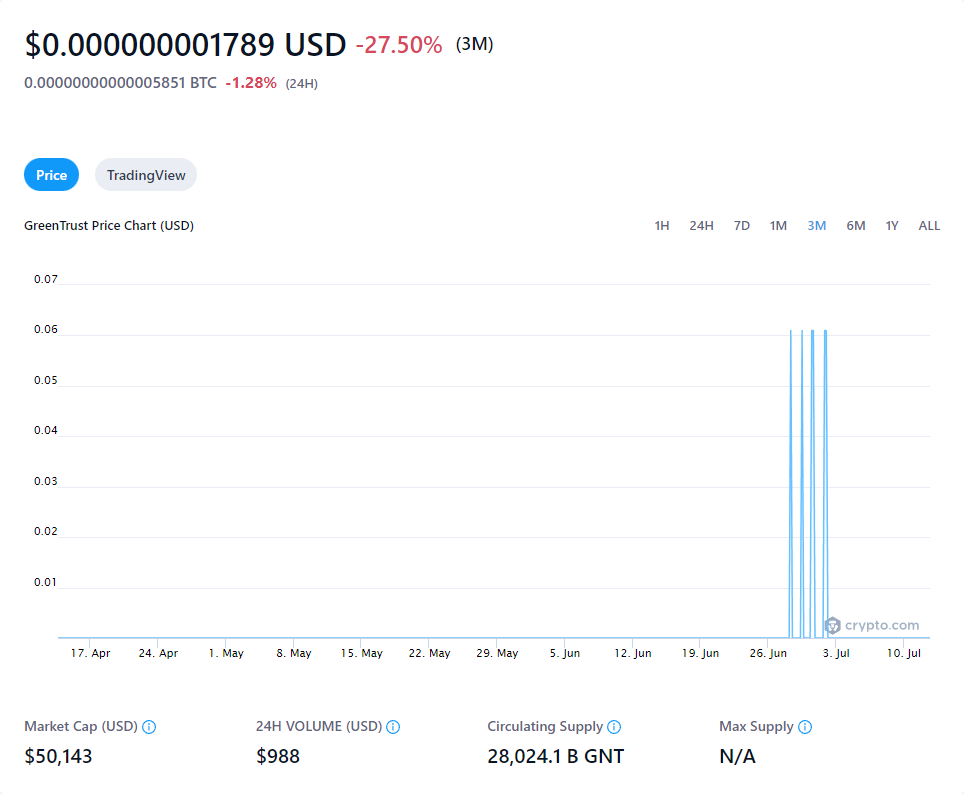 $0.000000001789 USD -27.50% (3M)
0.00000000000005851 BTC -1.28% (24H)
Price TradingView
GreenTrust Price Chart (USD) 1H 24H 7D 1M 3M 6M 1Y ALL
0.07
0.06
0.05
0.04
0.03
0.02
0.01
crypto.com
17. Apr 24. Apr 1. May 8. May 15. May 22. May 29. May 5. Jun 12. Jun 19. Jun 26. Jun 3. Jul 10. Jul
Market Cap (USD) 24H VOLUME (USD) Circulating Supply Max Supply
$50,143 $988 28,024.1 B GNT N/A